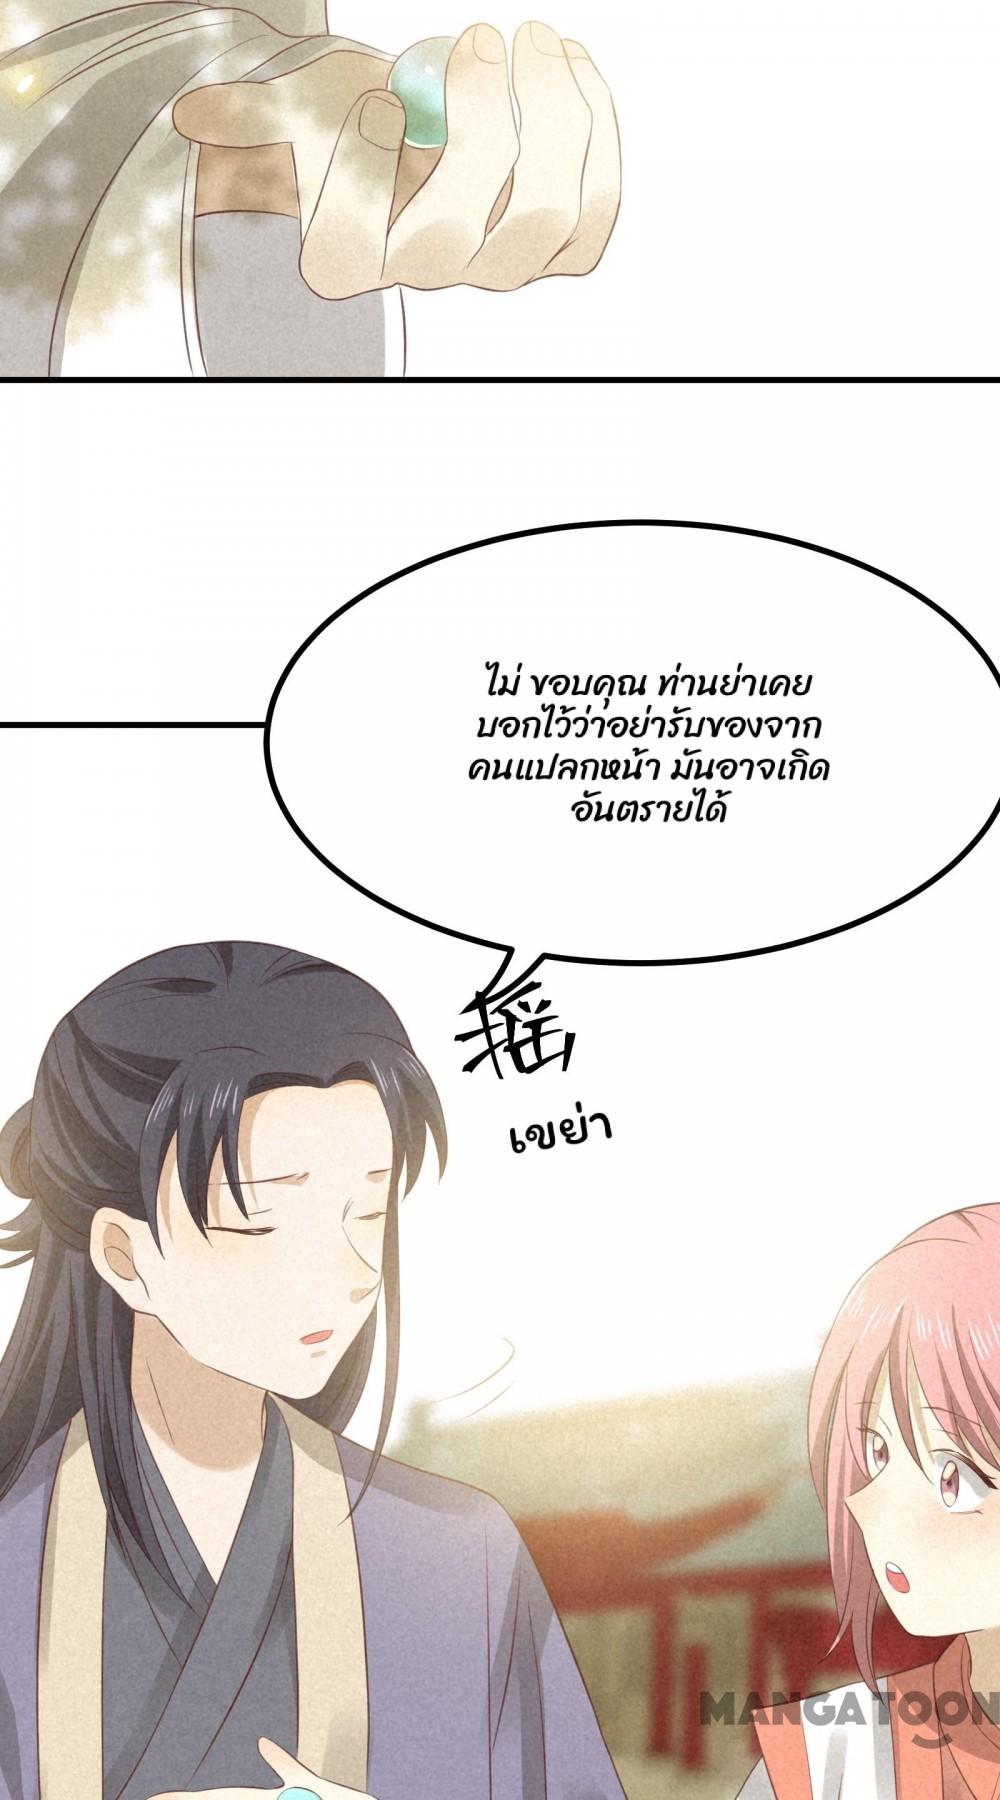 ไม่ ขอบคุณ ท่านย่าเคย
บอกไว้ว่าอย่ารับของจาก
คนแปลกหน้า มันอาจเกิด
อันตรายได้
摇
เขย่า
MANGATOON